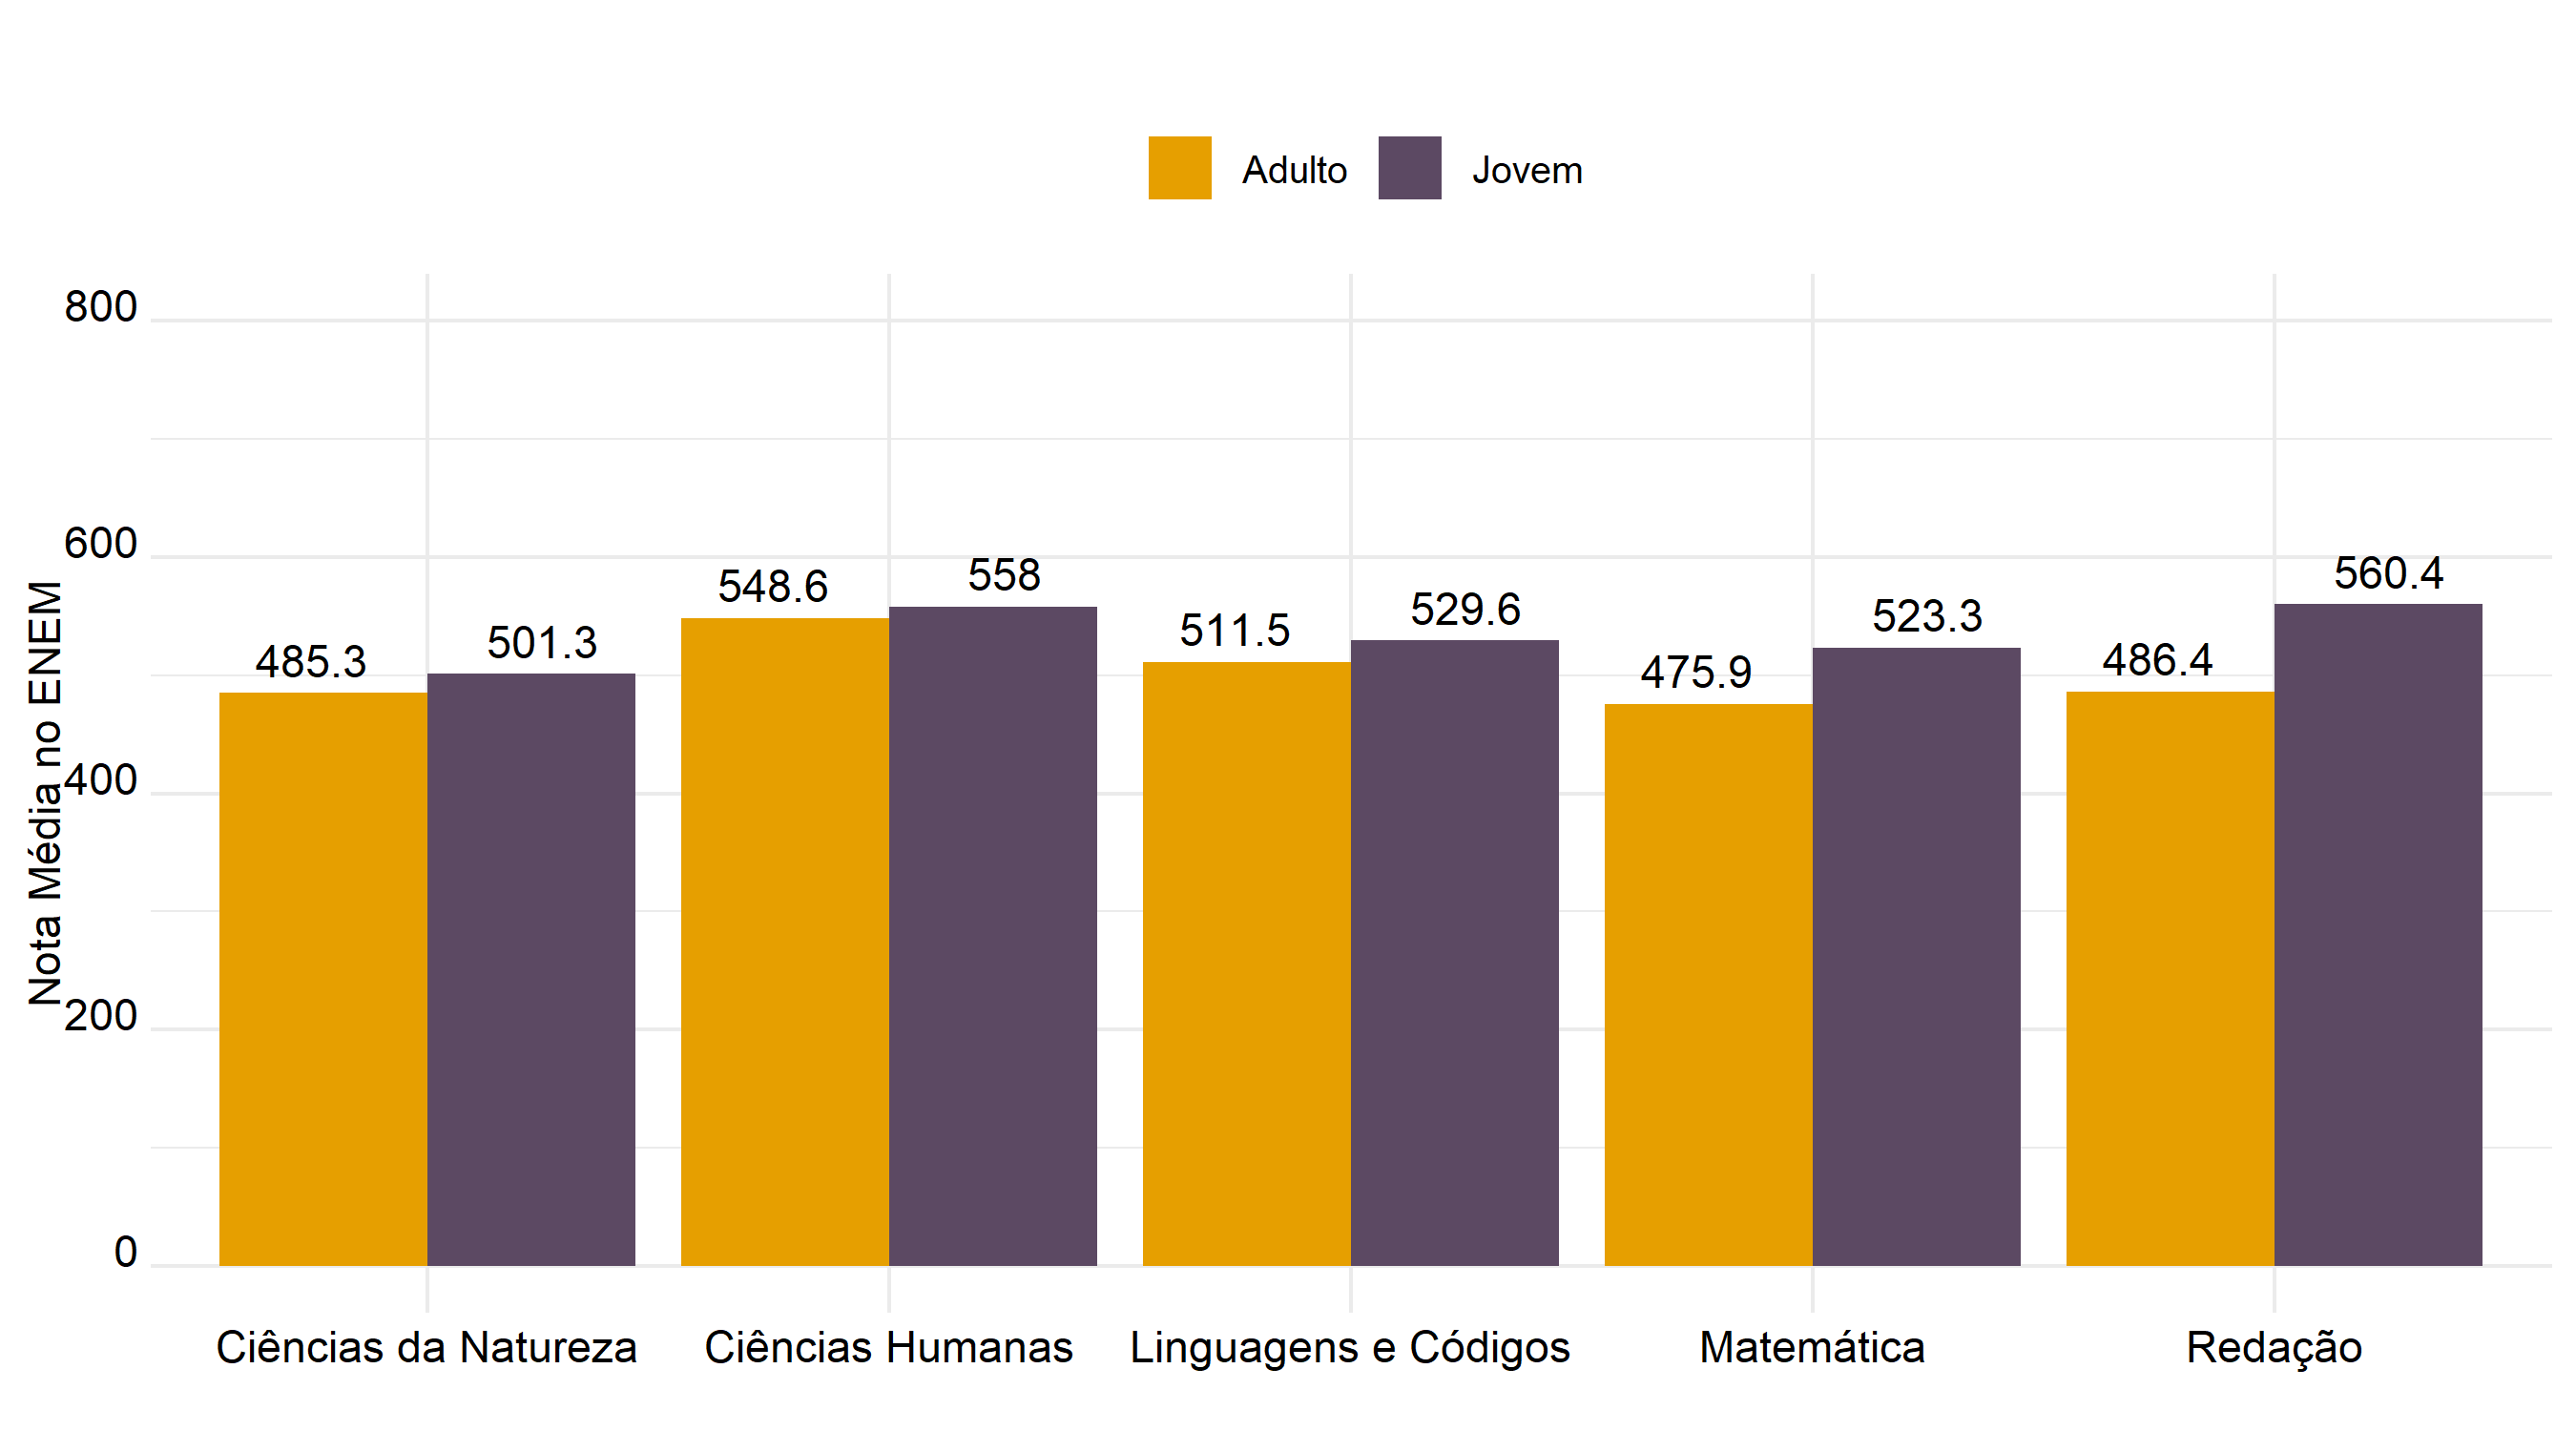 Adulto Jovem
Nota Média no ENEM
800
600
400
200
0
485.3 501.3 548.6 558 511.5 529.6 475.9 523.3 486.4 560.4
Ciências da Natureza Ciências Humanas Linguagens e Códigos Matemática Redação